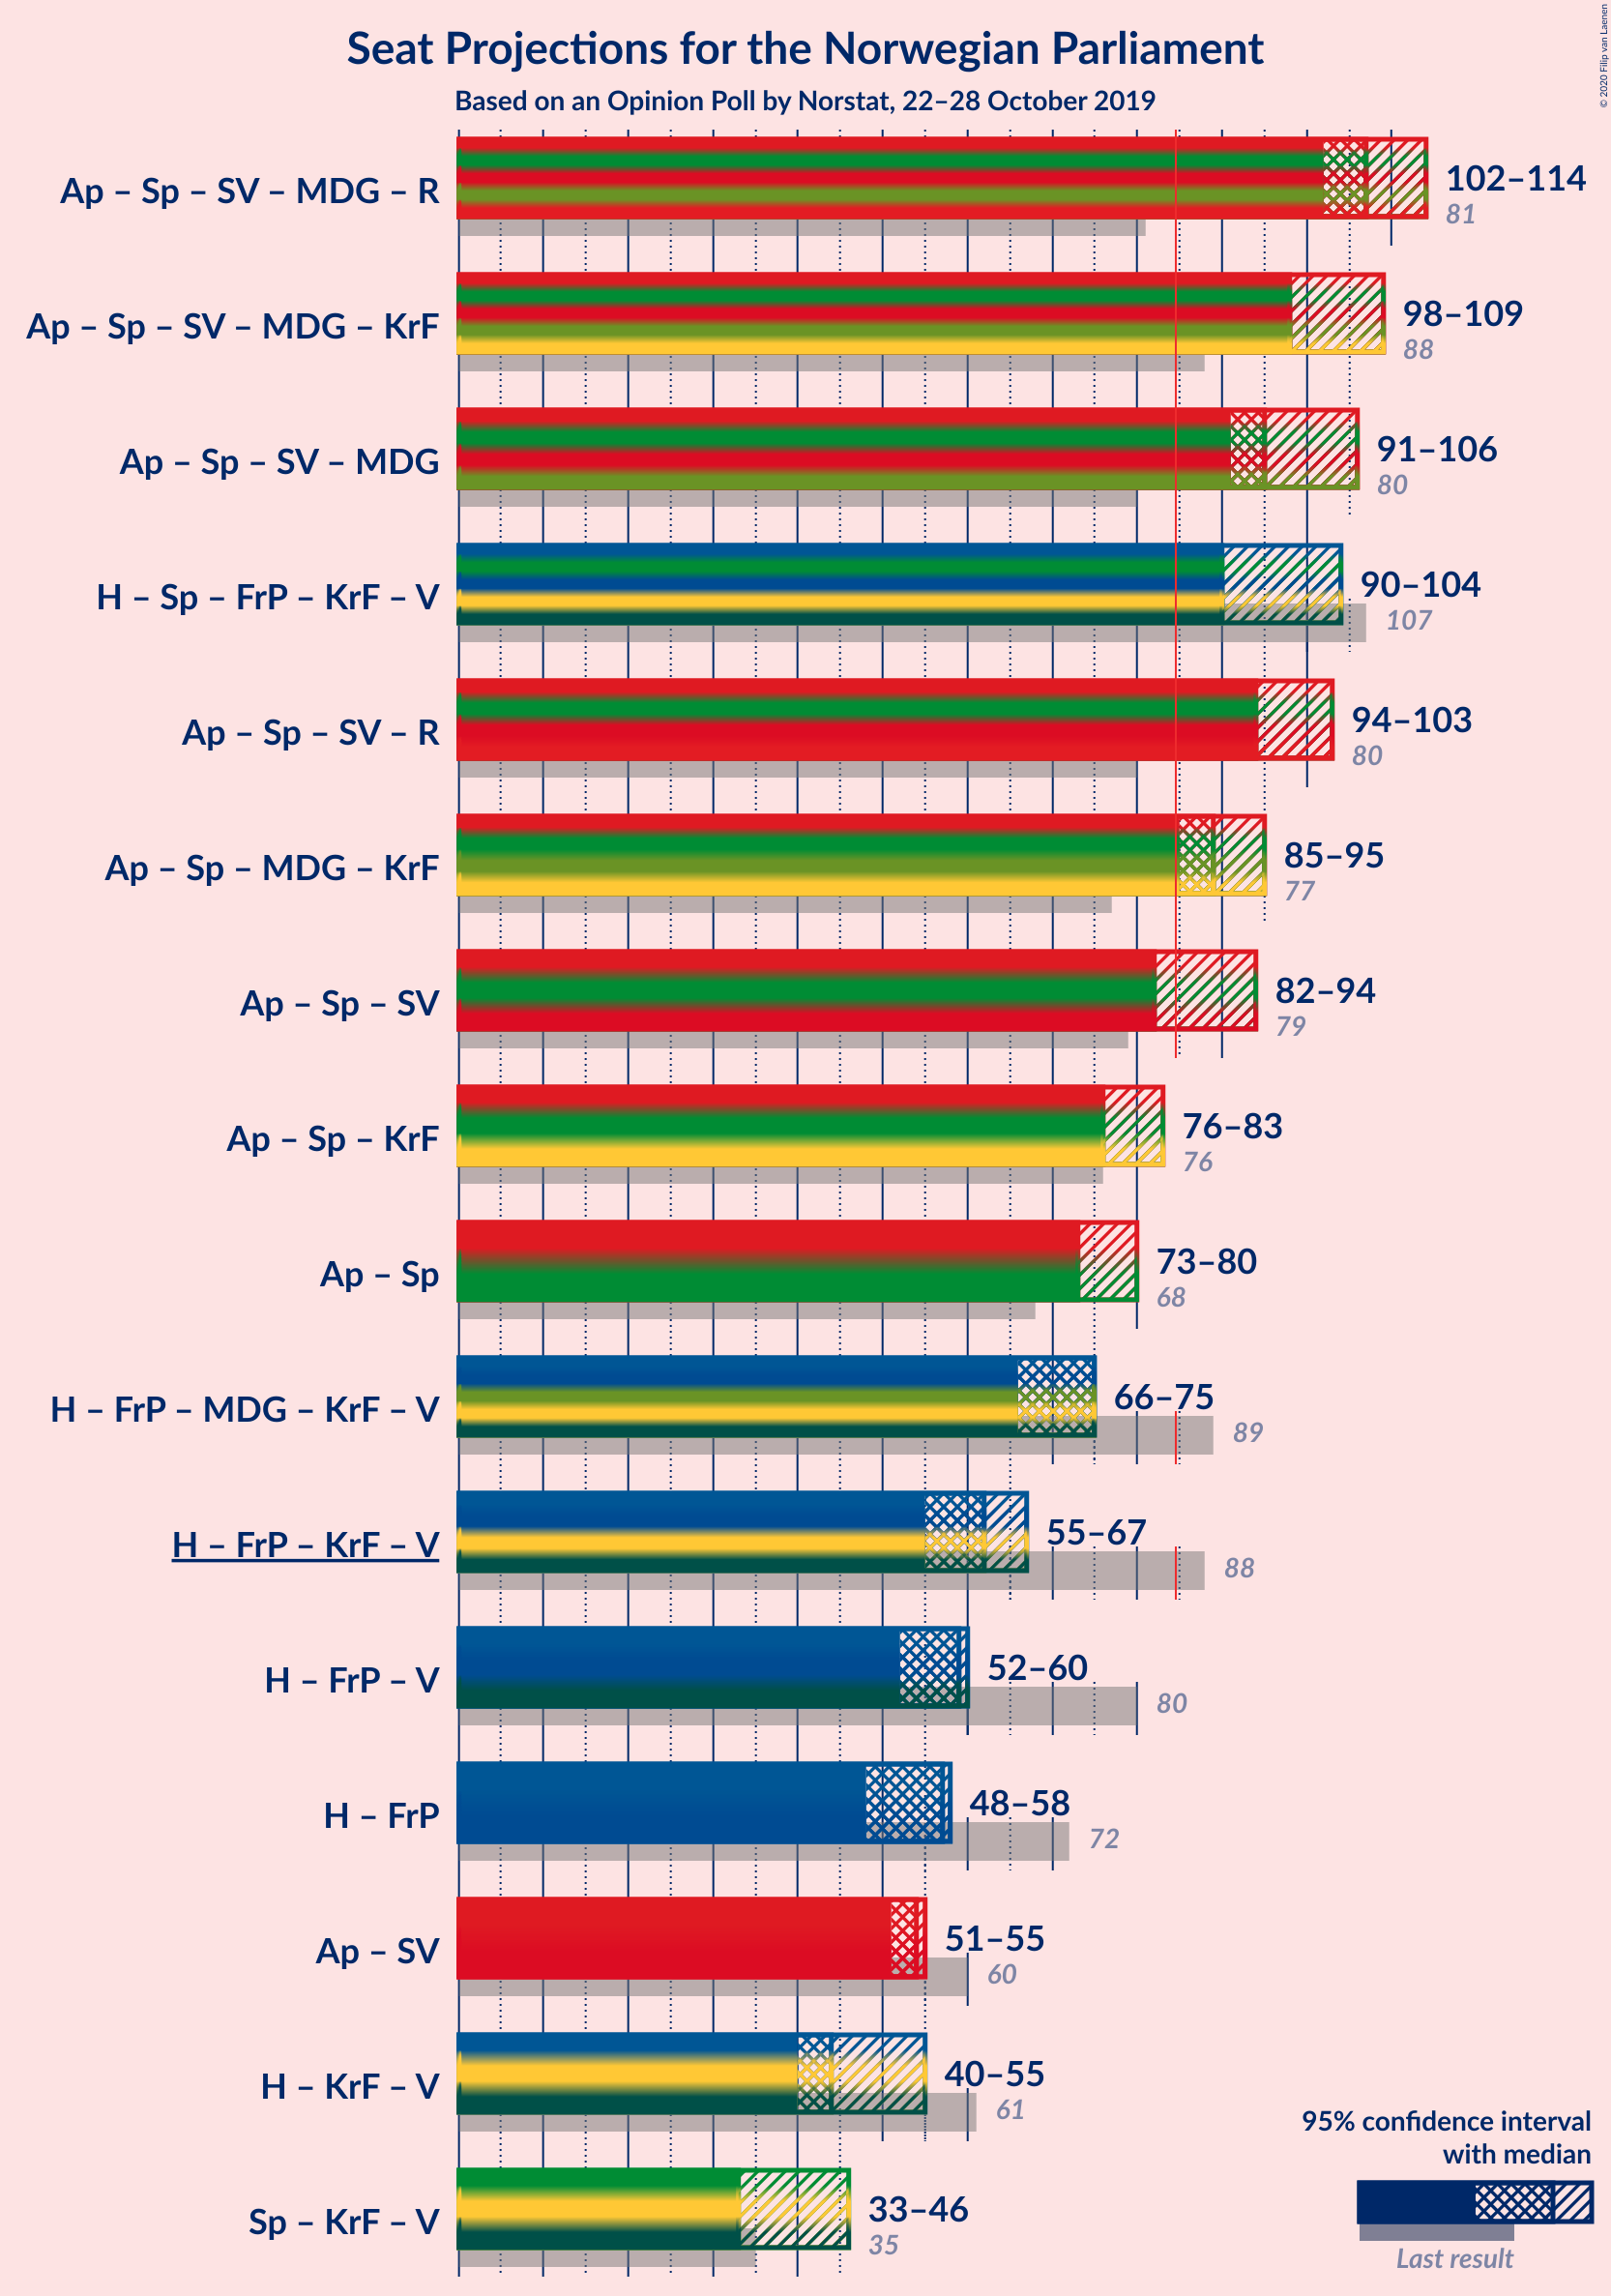 Seat Projections for the Norwegian Parliament
Based on an Opinion Poll by Norstat, 22–28 October 2019
© 2020 Filip van Laenen
Ap – Sp – SV – MDG – R
102–114
81
Ap – Sp – SV – MDG – KrF
98–109
88
Ap – Sp – SV – MDG
91–106
80
H – Sp – FrP – KrF – V
90–104
107
Ap – Sp – SV – R
94–103
80
Ap – Sp – MDG – KrF
85–95
77
Ap – Sp – SV
82–94
79
Ap – Sp – KrF
76–83
76
Ap – Sp
73–80
68
H – FrP – MDG – KrF – V
66–75
89
H – FrP – KrF – V
55–67
88
H – FrP – V
52–60
80
H – FrP
48–58
72
Ap – SV
51–55
60
H – KrF – V
40–55
61
Sp – KrF – V
33–46
35
95% confidence interval
with median
Last result